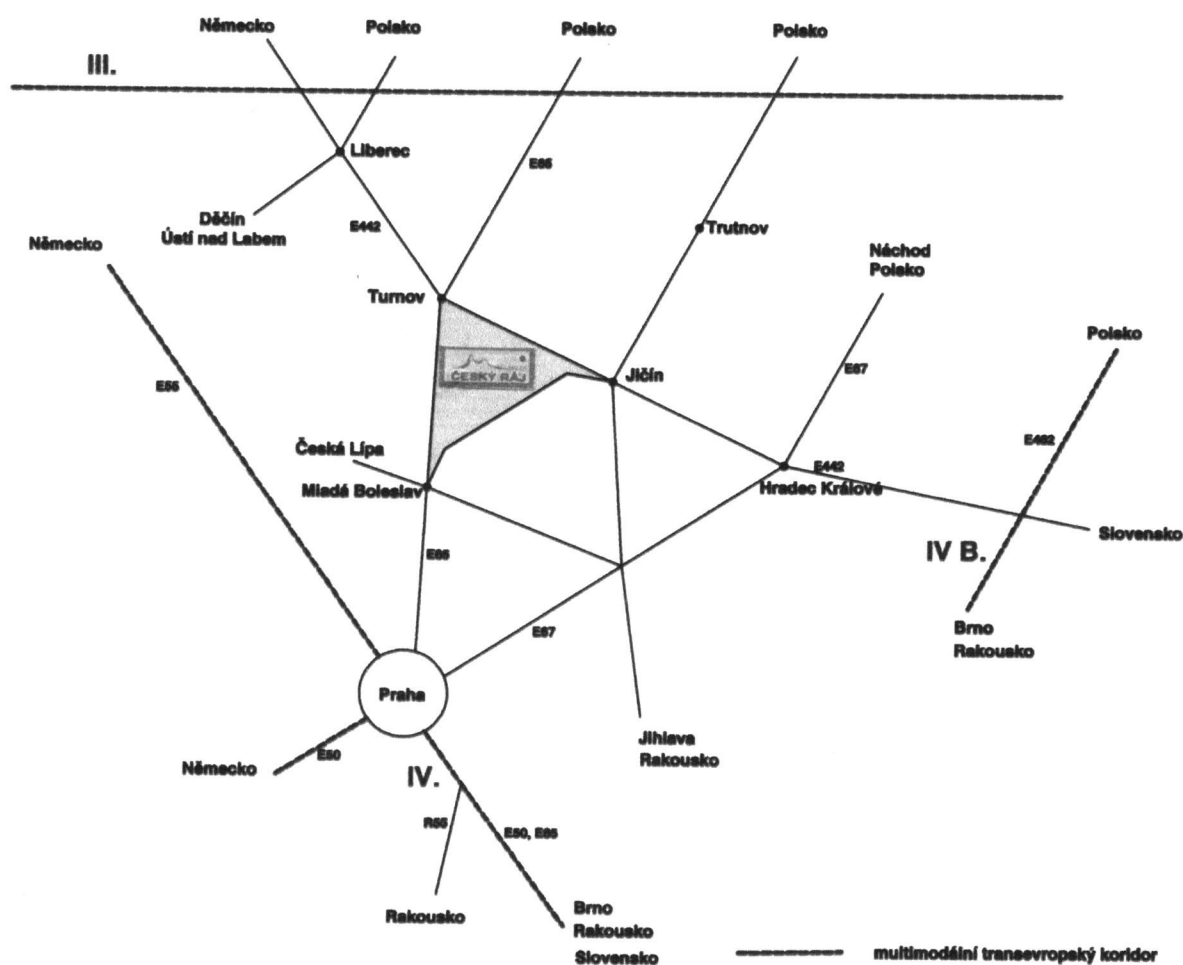 Německo
Polsko
Polsko
Polsko
III.
Liberec
E65
Děčín
Ústí nad Labem
E442
Trutnov
Německo
Náchod
Polsko
Turnov
Polsko
ČESKÝ RÁJ
Jičín
E67
E55
E462
Česká Lípa
E442
Mladá Boleslav
Hradec Králové
Slovensko
IV B.
E65
E67
Brno
Rakousko
Praha
Jihlava
Rakousko
E50
Německo
IV.
R55
E50, E65
Rakousko
Brno
Rakousko
Slovensko
multimodální transevropský koridor